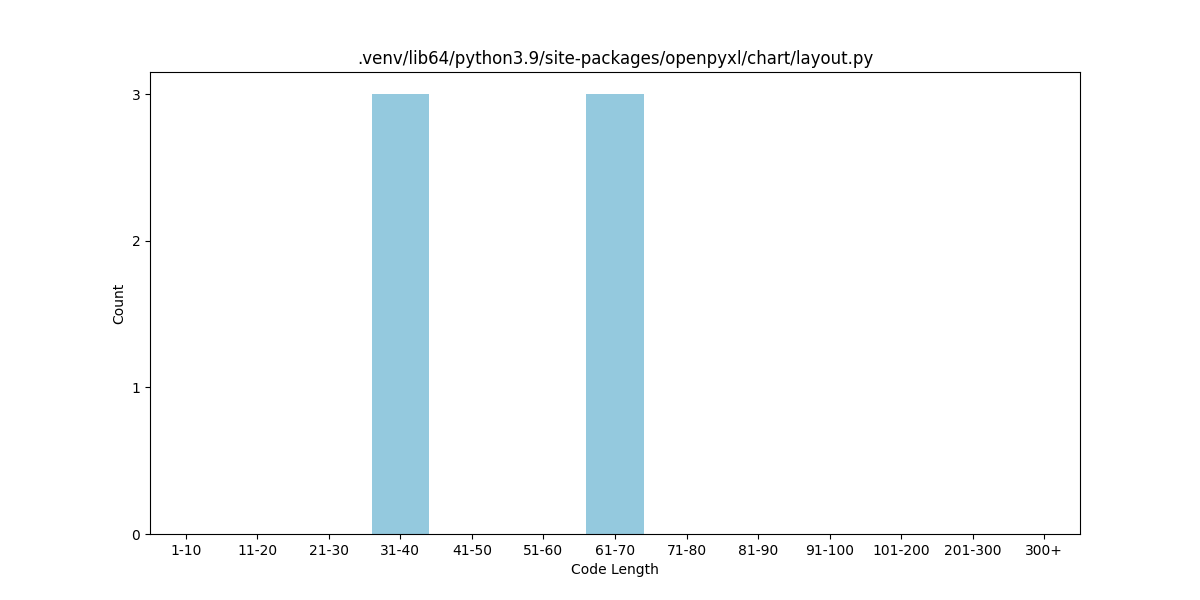 .venv/lib64/python3.9/site-packages/openpyxl/chart/layout.py
3
2
1
0
Count
1-10 11-20 21-30 31-40 41-50 51-60 61-70 71-80 81-90 91-100 101-200 201-300 300+
Code Length